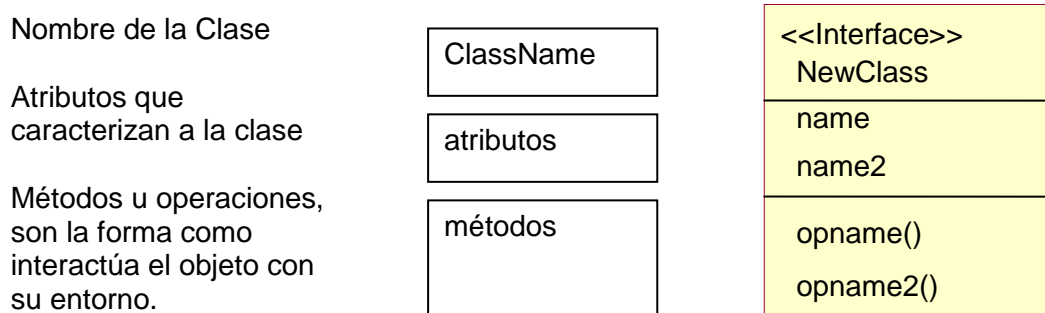 Nombre de la Clase
Atributos que
caracterizan a la clase
Métodos u operaciones,
son la forma como
interactúa el objeto con
su entorno.
ClassName
atributos
métodos
<<Interface>>
NewClass
name
name2
opname()
opname2()